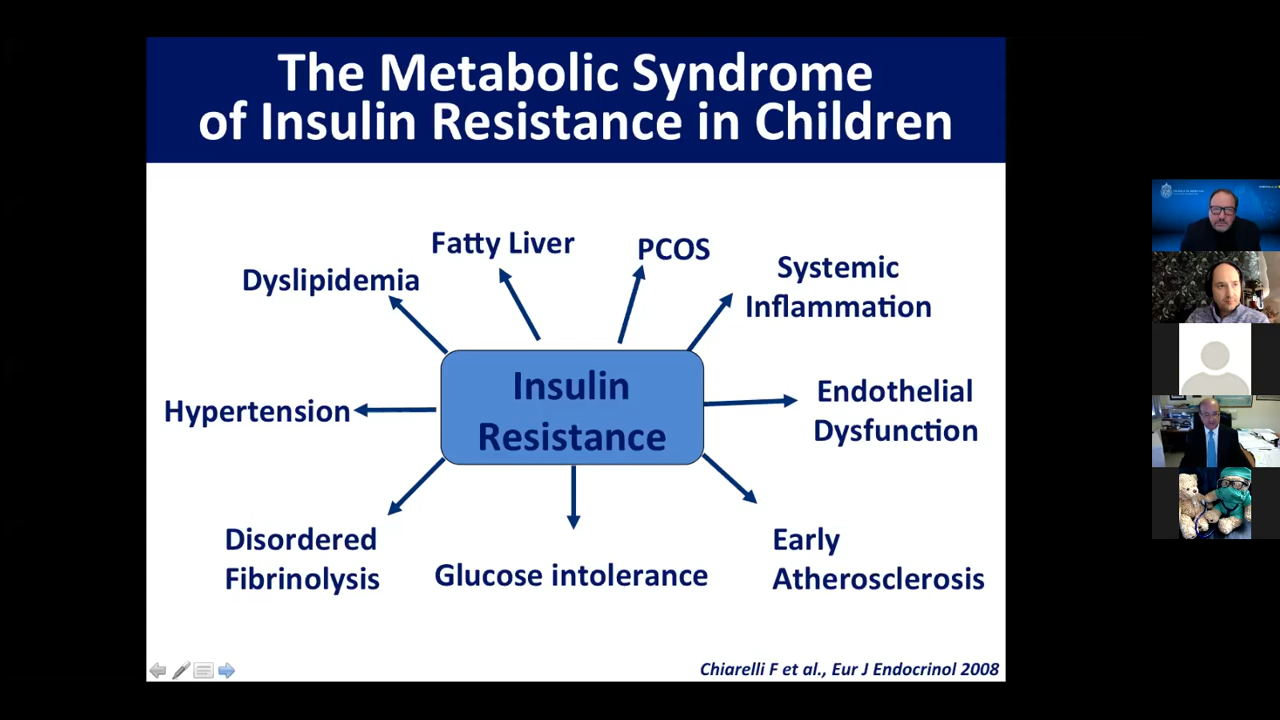 The Metabolic Syndrome
of Insulin Resistance in Children
Fatty Liver
PCOS
Dyslipidemia
Systemic
Inflammation
Insulin
Resistance
Hypertension
Endothelial
Dysfunction
Disordered
Fibrinolysis
Glucose intolerance
Early
Atherosclerosis
Chiarelli F et al., Eur J Endocrinol 2008